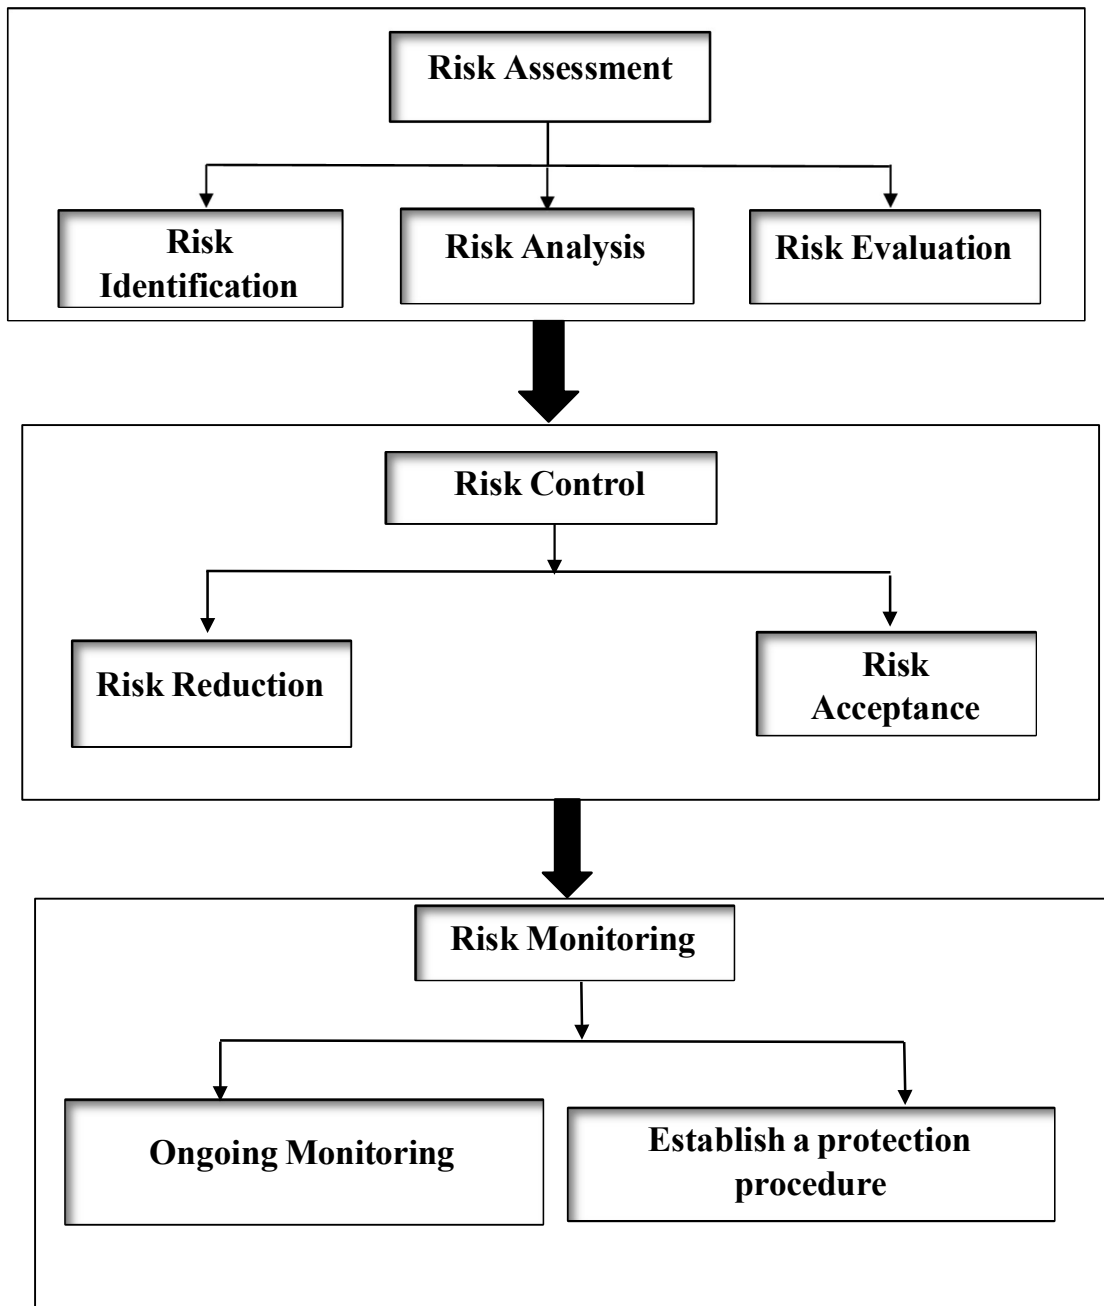 Risk Assessment
Risk
Identification
Risk Analysis
Risk Evaluation
Risk Control
Risk Reduction
Risk
Acceptance
Risk Monitoring
Ongoing Monitoring
Establish a protection
procedure